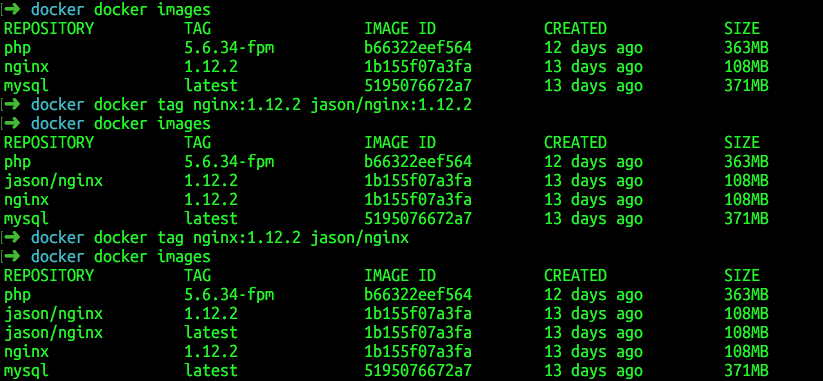 [➜ docker docker images
REPOSITORY TAG IMAGE ID CREATED SIZE
php 5.6.34-fpm b66322eef564 12 days ago 363MB
nginx 1.12.2 1b155f07a3fa 13 days ago 108MB
mysql latest 5195076672a7 13 days ago 371MB
[➜ docker docker tag nginx:1.12.2 jason/nginx:1.12.2
[➜ docker docker images
REPOSITORY TAG IMAGE ID CREATED SIZE
php 5.6.34-fpm b66322eef564 12 days ago 363MB
jason/nginx 1.12.2 1b155f07a3fa 13 days ago 108MB
nginx 1.12.2 1b155f07a3fa 13 days ago 108MB
mysql latest 5195076672a7 13 days ago 371MB
[➜ docker docker tag nginx:1.12.2 jason/nginx
[➜ docker docker images
REPOSITORY TAG IMAGE ID CREATED SIZE
php 5.6.34-fpm b66322eef564 12 days ago 363MB
jason/nginx 1.12.2 1b155f07a3fa 13 days ago 108MB
jason/nginx latest 1b155f07a3fa 13 days ago 108MB
nginx 1.12.2 1b155f07a3fa 13 days ago 108MB
mysql latest 5195076672a7 13 days ago 371MB